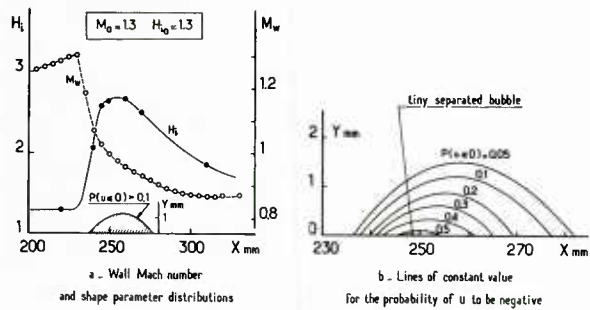 Hi M₀ = 1.3 Hi₀ = 1.3 Mw
3
2
1
1.2
1
0.8
Mw
Hi
P(u≤0) > 0.1
Y mm
1
200 250 300 X mm
a _ Wall Mach number
and shape parameter distributions
tiny separated bubble
2
1
0
Y mm
P(u≤0)=0.05
0.1
0.2
0.3
0.4
0.5
230 250 270 290 X mm
b _ Lines of constant value
for the probability of u to be negative